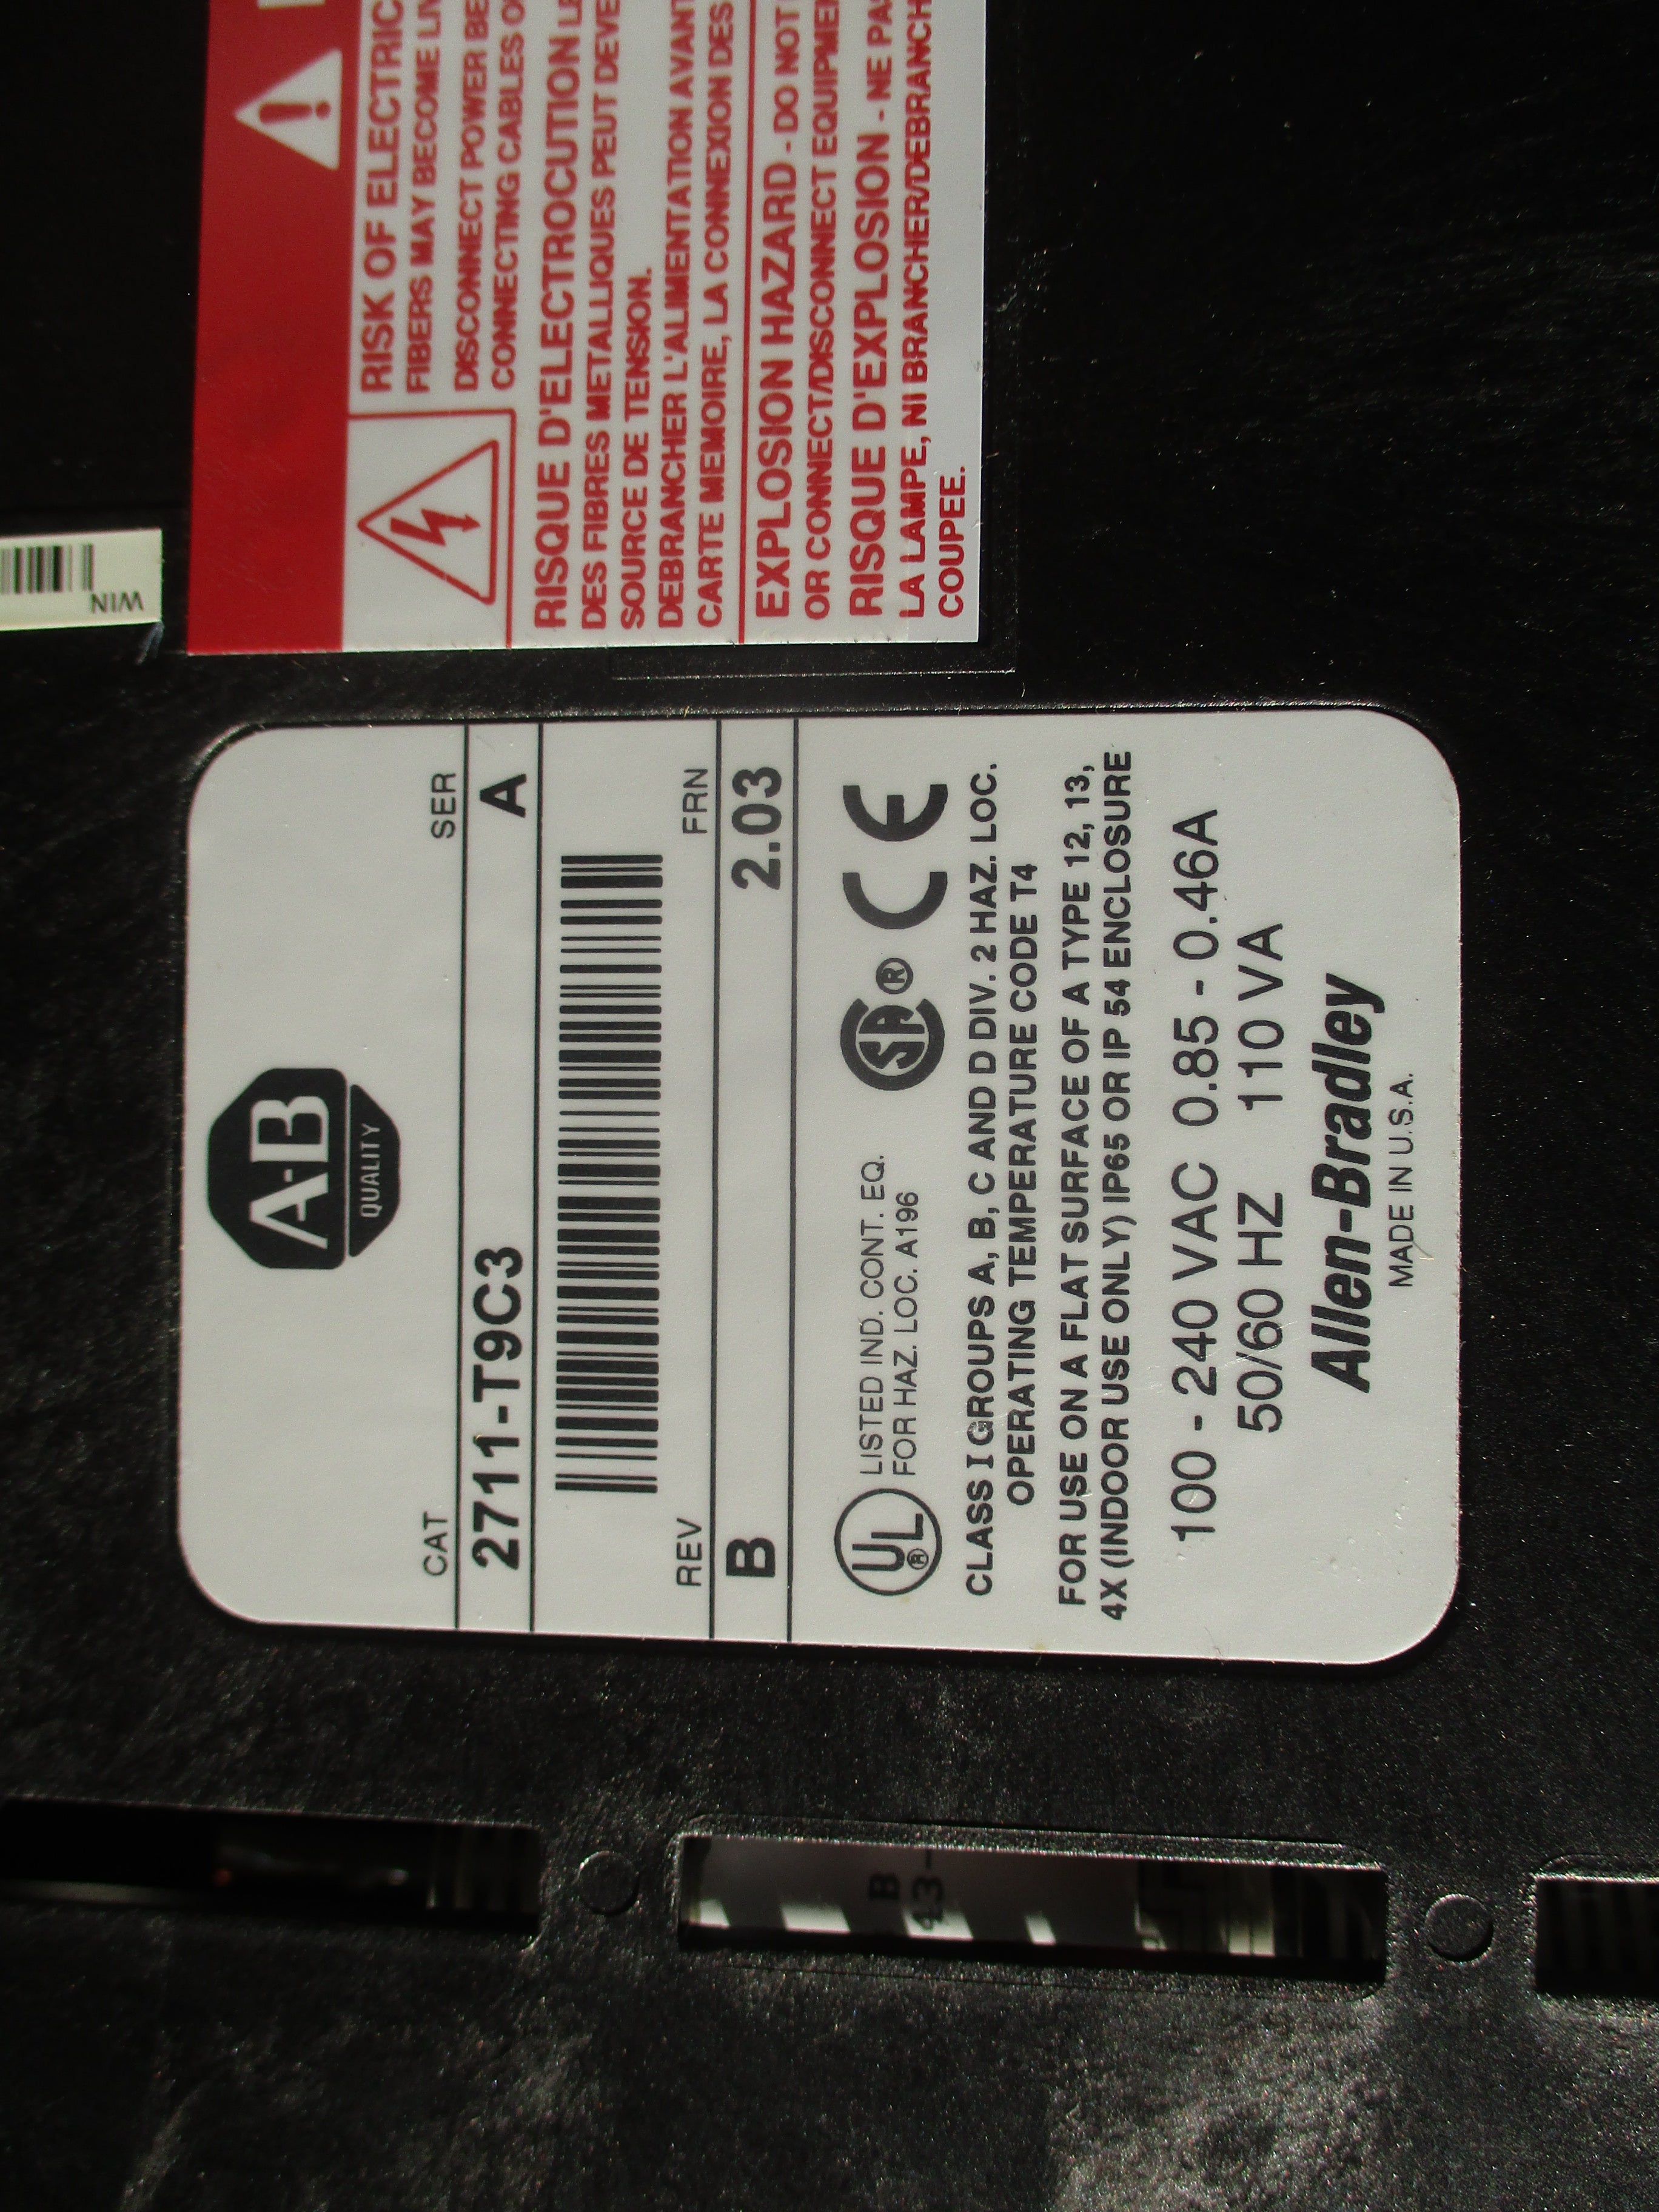 A-B
QUALITY
CAT SER
2711-T9C3 A
REV FRN
B 2.03
UL ® LISTED IND. CONT. EQ.
FOR HAZ. LOC. A196
SA ® CE
CLASS I GROUPS A, B, C AND D DIV. 2 HAZ. LOC.
OPERATING TEMPERATURE CODE T4
FOR USE ON A FLAT SURFACE OF A TYPE 12, 13,
4X (INDOOR USE ONLY) IP65 OR IP 54 ENCLOSURE
100 - 240 VAC 0.85 - 0.46A
50/60 HZ 110 VA
Allen-Bradley
MADE IN U.S.A.
RISK OF ELECTRIC
FIBERS MAY BECOME
DISCONNECT POWER
CONNECTING CABLES
RISQUE D'ELECTROCUTION
DES FIBRES METALLIQUES PEUT
SOURCE DE TENSION.
DEBRANCHER L'ALIMENTATION AVANT
CARTE MEMOIRE, LA CONNEXION DES
EXPLOSION HAZARD - DO NOT
OR CONNECT/DISCONNECT
RISQUE D'EXPLOSION - NE
LA LAMPE, NI BRANCHER/DEBRANCH
COUPEE.
WIN
B
43-